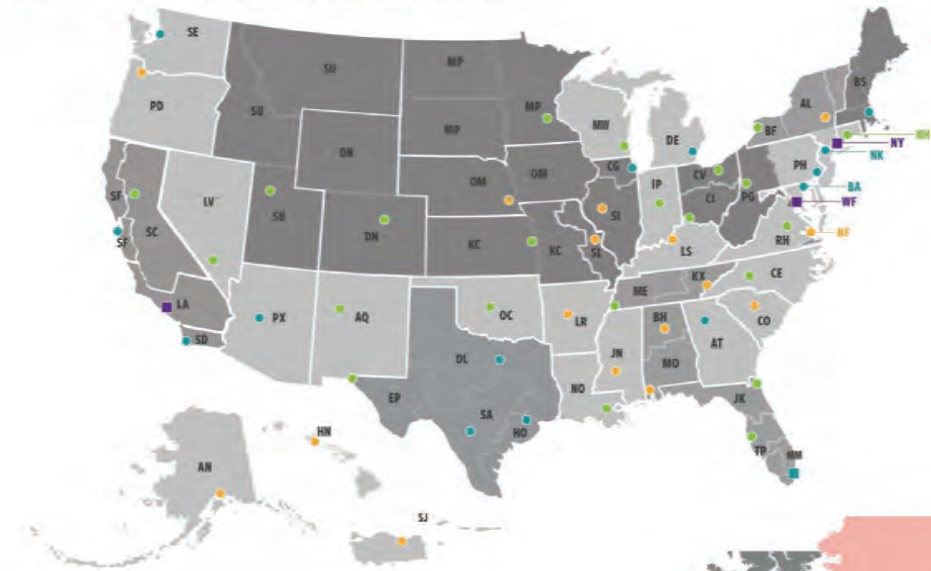 SE
SU
MP
PD
SU
MP
MP
DN
MW
DE
BF
AL
BS
RH
NY
NK
PH
BA
WF
NF
OM
OM
CG
IP
CV
CI
PG
SI
SF
SC
LV
SU
DN
KC
KC
SL
LS
RH
SF
LA
SD
PX
AQ
OC
LR
ME
KX
CE
CO
BH
AT
MO
JN
NO
DL
EP
SA
HO
JK
TP
MM
AN
HN
SJ